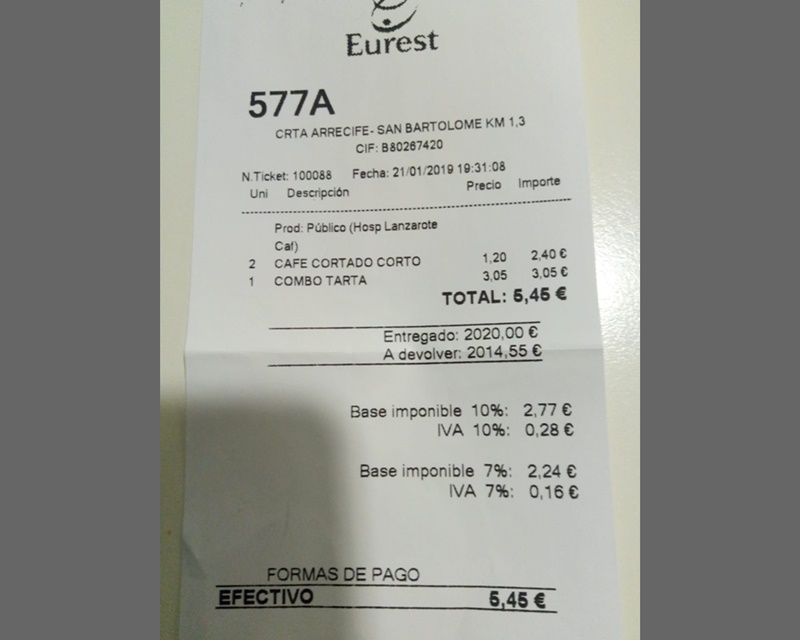 Eurest
577A
CRTA ARRECIFE- SAN BARTOLOME KM 1,3
CIF: B80267420
N.Ticket: 100088 Fecha: 21/01/2019 19:31:08
Uni Descripción Precio Importe
Prod: Público (Hosp Lanzarote
Caf)
2 CAFE CORTADO CORTO 1,20 2,40 €
1 COMBO TARTA 3,05 3,05 €
TOTAL: 5,45 €
Entregado: 2020,00 €
A devolver: 2014,55 €
Base imponible 10%: 2,77 €
IVA 10%: 0,28 €
Base imponible 7%: 2,24 €
IVA 7%: 0,16 €
FORMAS DE PAGO
EFECTIVO 5,45 €